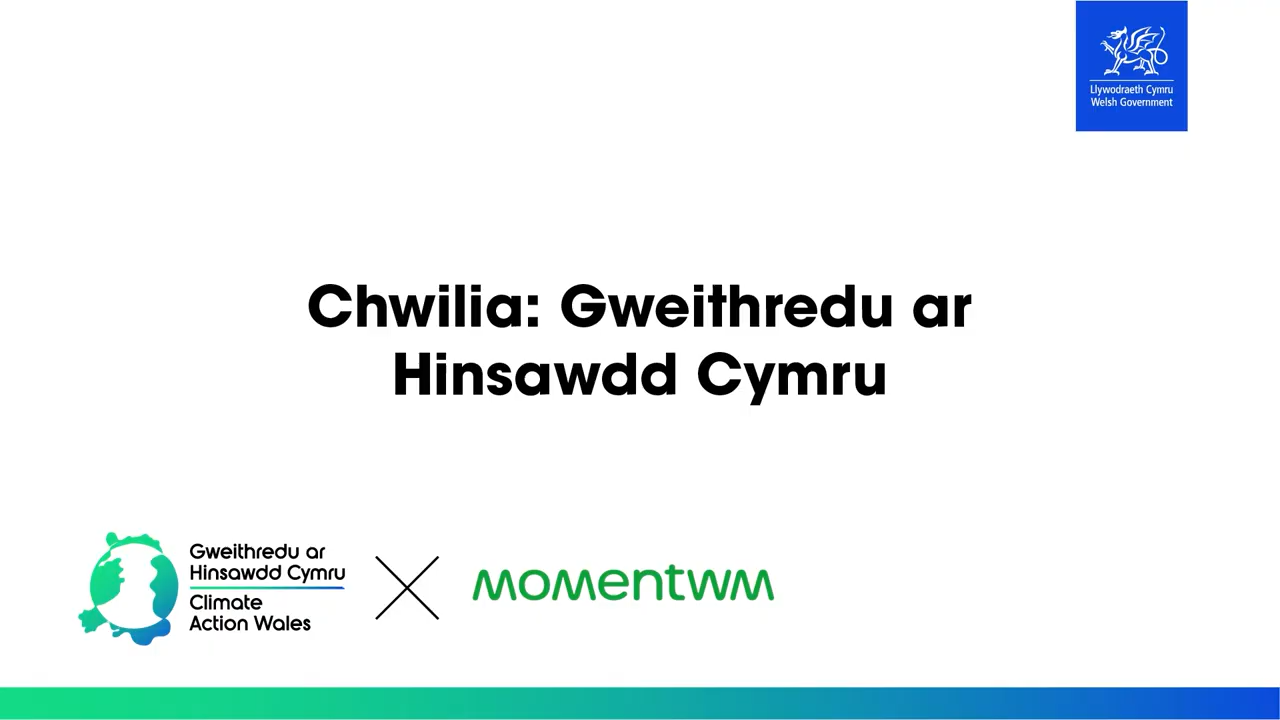 Llywodraeth Cymru
Welsh Government
Chwilia: Gweithredu ar
Hinsawdd Cymru
Gweithredu ar
Hinsawdd Cymru
Climate
Action Wales
momentwm